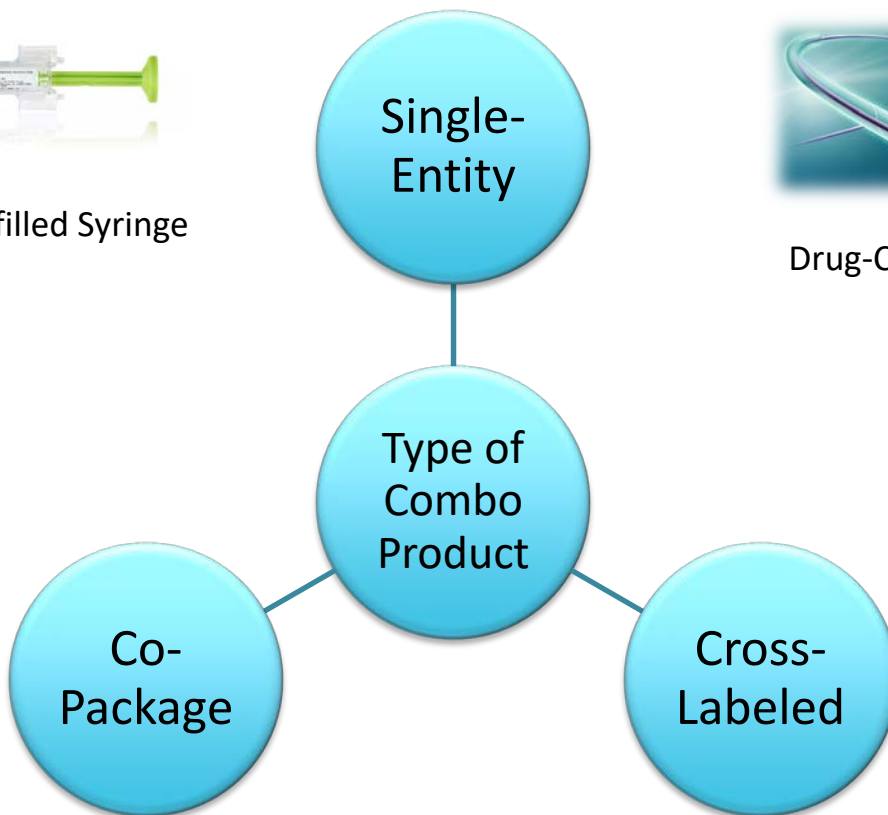 Single-
Entity
filled Syringe
Drug-C
Type of
Combo
Product
Co-
Package
Cross-
Labeled